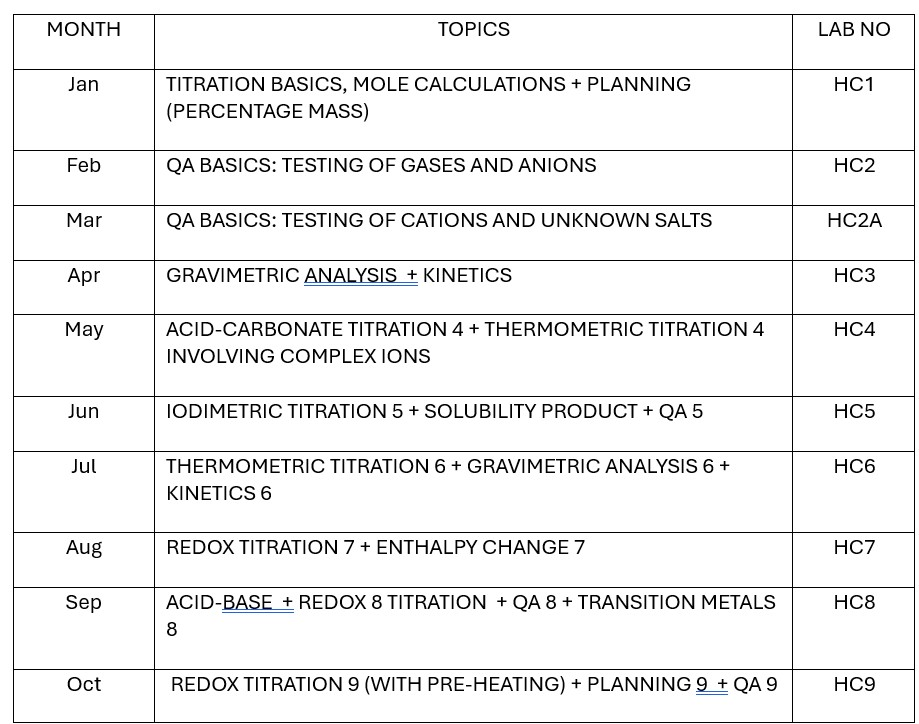 MONTH TOPICS LAB NO
Jan TITRATION BASICS, MOLE CALCULATIONS + PLANNING HC1
(PERCENTAGE MASS)
Feb QA BASICS: TESTING OF GASES AND ANIONS HC2
Mar QA BASICS: TESTING OF CATIONS AND UNKNOWN SALTS HC2A
Apr GRAVIMETRIC ANALYSIS + KINETICS HC3
May ACID-CARBONATE TITRATION 4 + THERMOMETRIC TITRATION 4 HC4
INVOLVING COMPLEX IONS
Jun IODIMETRIC TITRATION 5 + SOLUBILITY PRODUCT + QA 5 HC5
Jul THERMOMETRIC TITRATION 6 + GRAVIMETRIC ANALYSIS 6 + HC6
KINETICS 6
Aug REDOX TITRATION 7 + ENTHALPY CHANGE 7 HC7
Sep ACID-BASE + REDOX 8 TITRATION + QA 8 + TRANSITION METALS HC8
8
Oct REDOX TITRATION 9 (WITH PRE-HEATING) + PLANNING 9 + QA 9 HC9